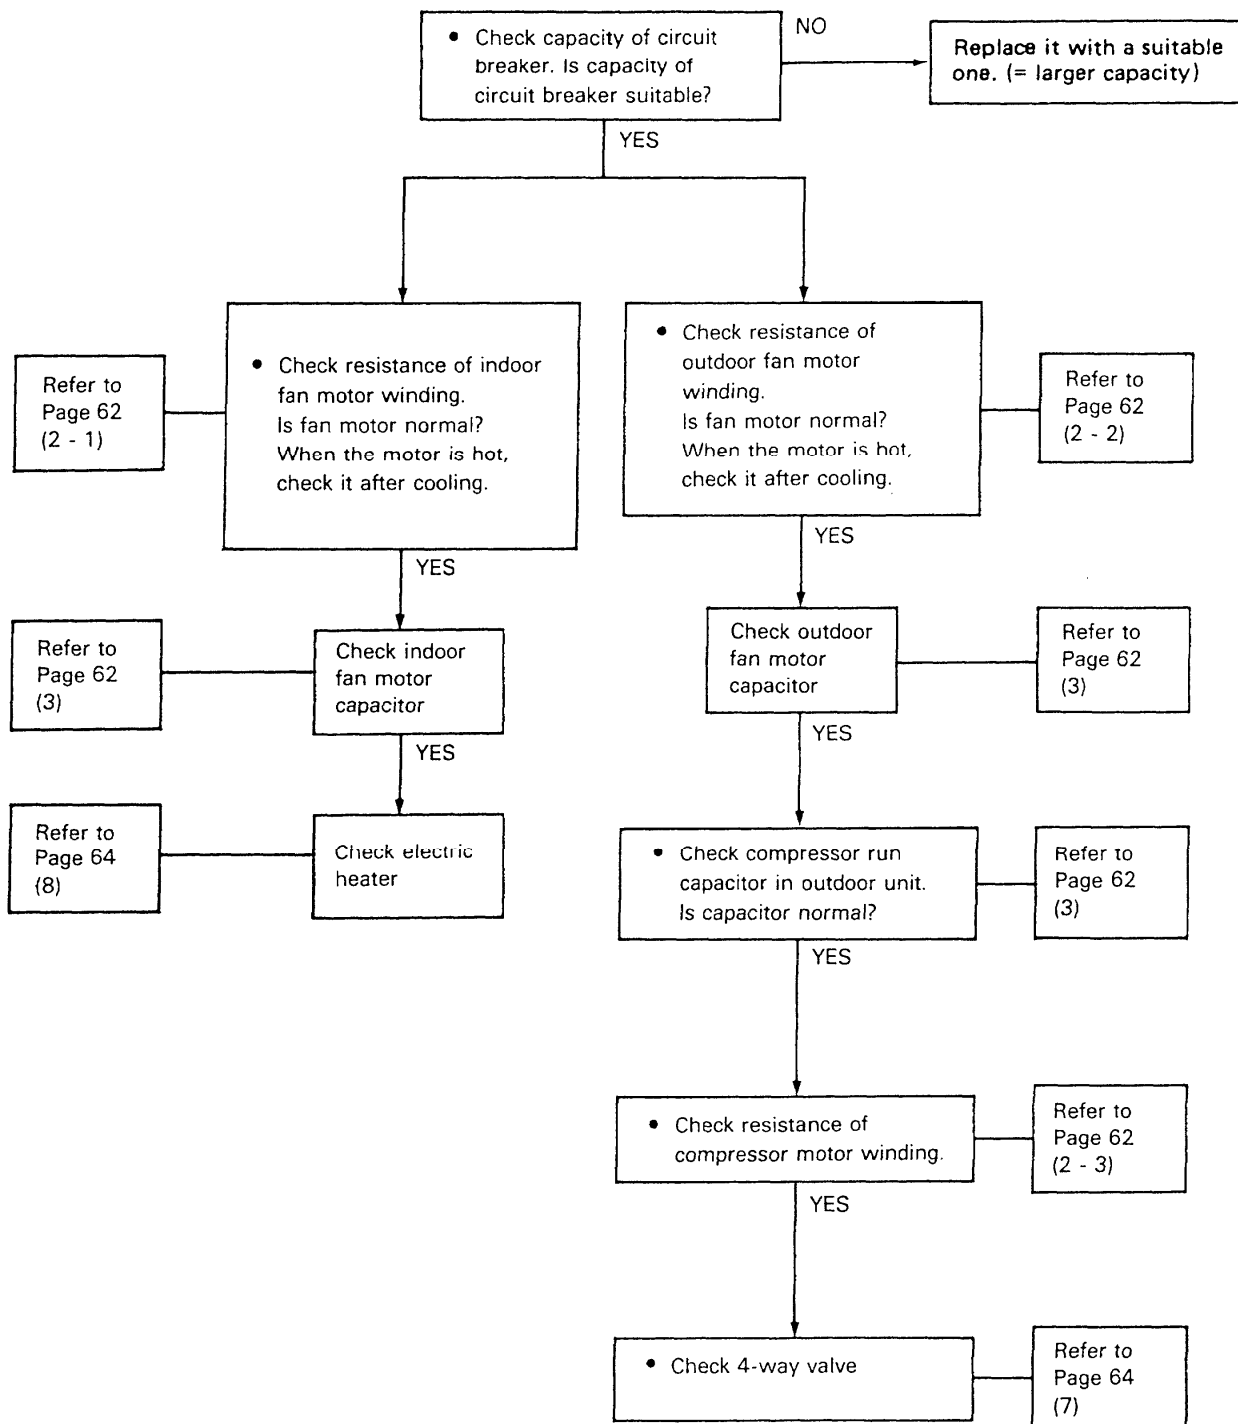 • Check capacity of circuit
breaker. Is capacity of
circuit breaker suitable?
NO
Replace it with a suitable
one. (= larger capacity)
YES
Refer to
Page 62
(2 - 1)
• Check resistance of indoor
fan motor winding.
Is fan motor normal?
When the motor is hot,
check it after cooling.
• Check resistance of
outdoor fan motor
winding.
Is fan motor normal?
When the motor is hot,
check it after cooling.
Refer to
Page 62
(2 - 2)
YES
YES
Refer to
Page 62
(3)
Check indoor
fan motor
capacitor
Check outdoor
fan motor
capacitor
Refer to
Page 62
(3)
YES
YES
Refer to
Page 64
(8)
Check electric
heater
• Check compressor run
capacitor in outdoor unit.
Is capacitor normal?
Refer to
Page 62
(3)
YES
• Check resistance of
compressor motor winding.
Refer to
Page 62
(2 - 3)
YES
• Check 4-way valve
Refer to
Page 64
(7)